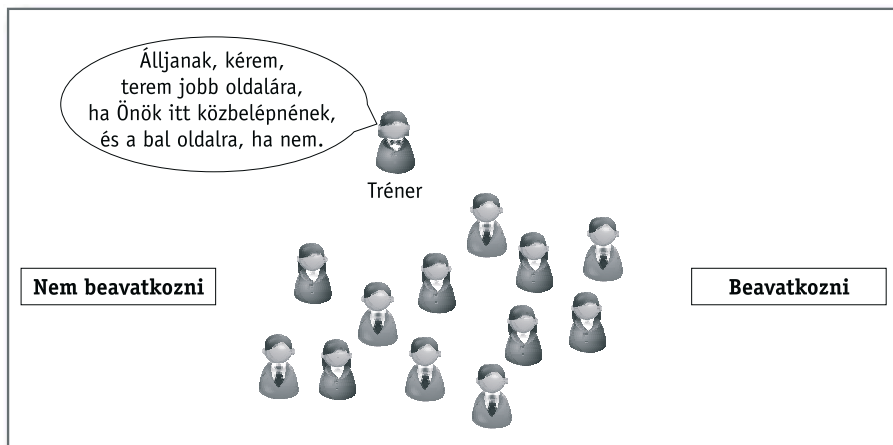 Álljanak, kérem,
terem jobb oldalára,
ha Önök itt közbelépnének,
és a bal oldalra, ha nem.
Tréner
Nem beavatkozni
Beavatkozni